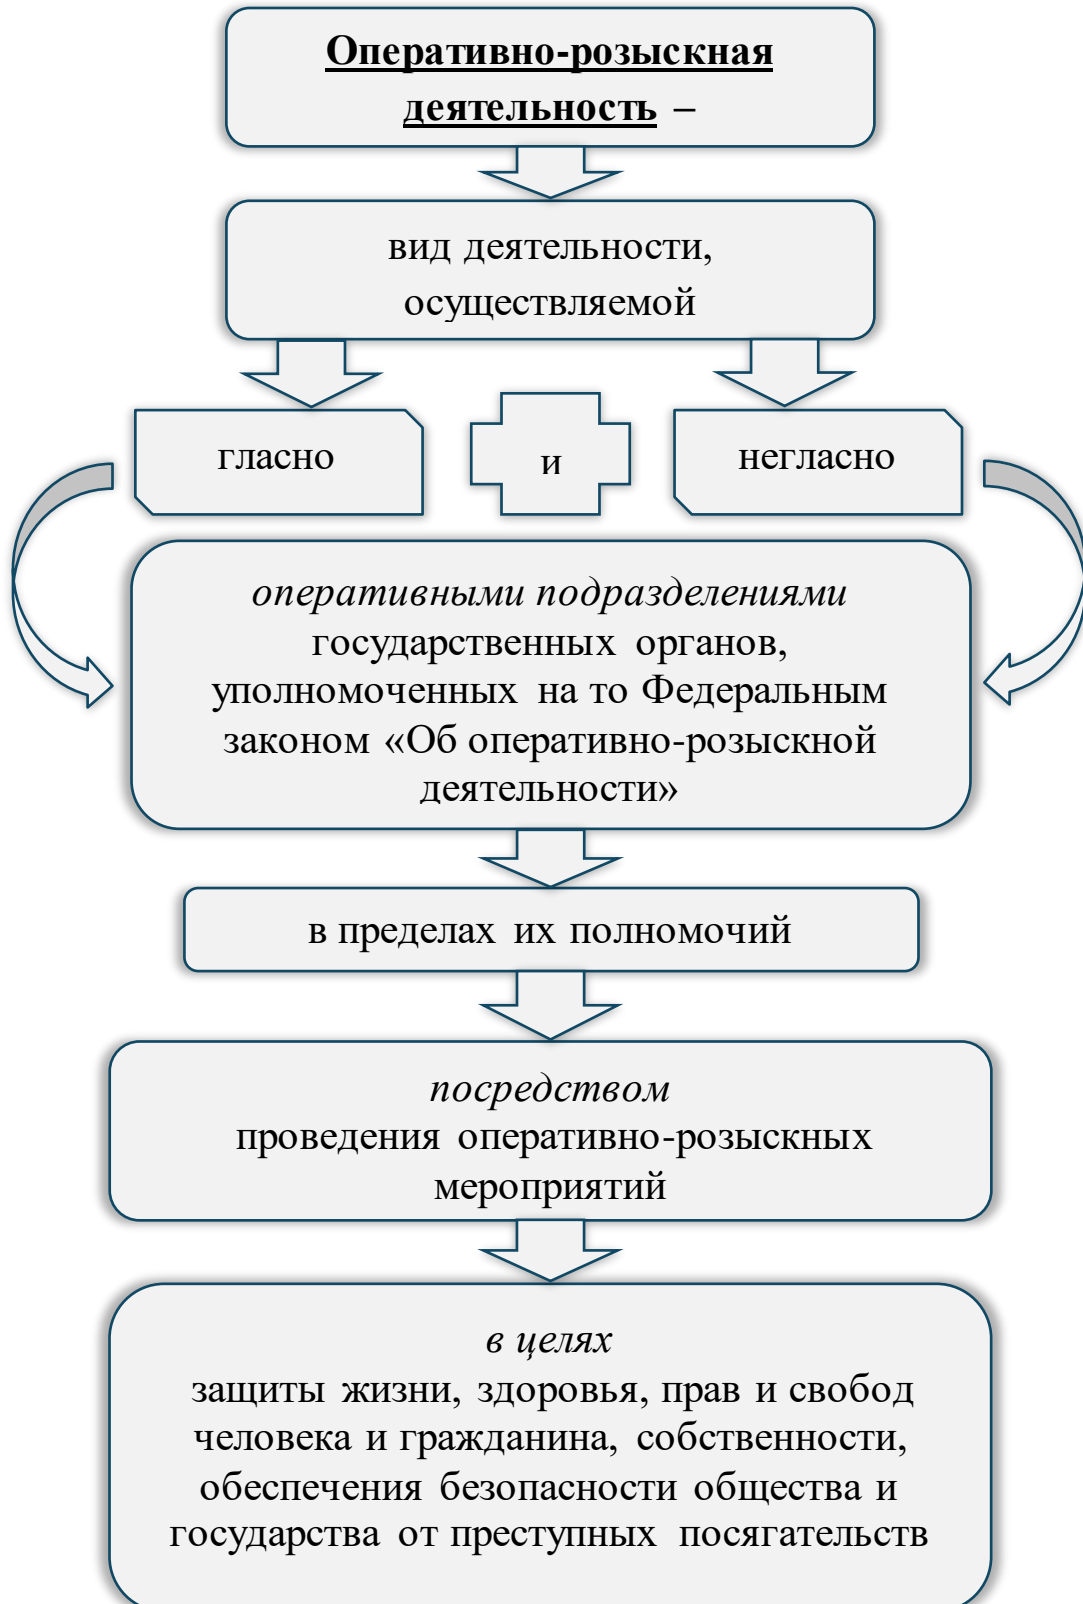 Оперативно-розыскная
деятельность –
вид деятельности,
осуществляемой
гласно
и
негласно
оперативными подразделениями
государственных органов,
уполномоченных на то Федеральным
законом «Об оперативно-розыскной
деятельности»
в пределах их полномочий
посредством
проведения оперативно-розыскных
мероприятий
в целях
защиты жизни, здоровья, прав и свобод
человека и гражданина, собственности,
обеспечения безопасности общества и
государства от преступных посягательств